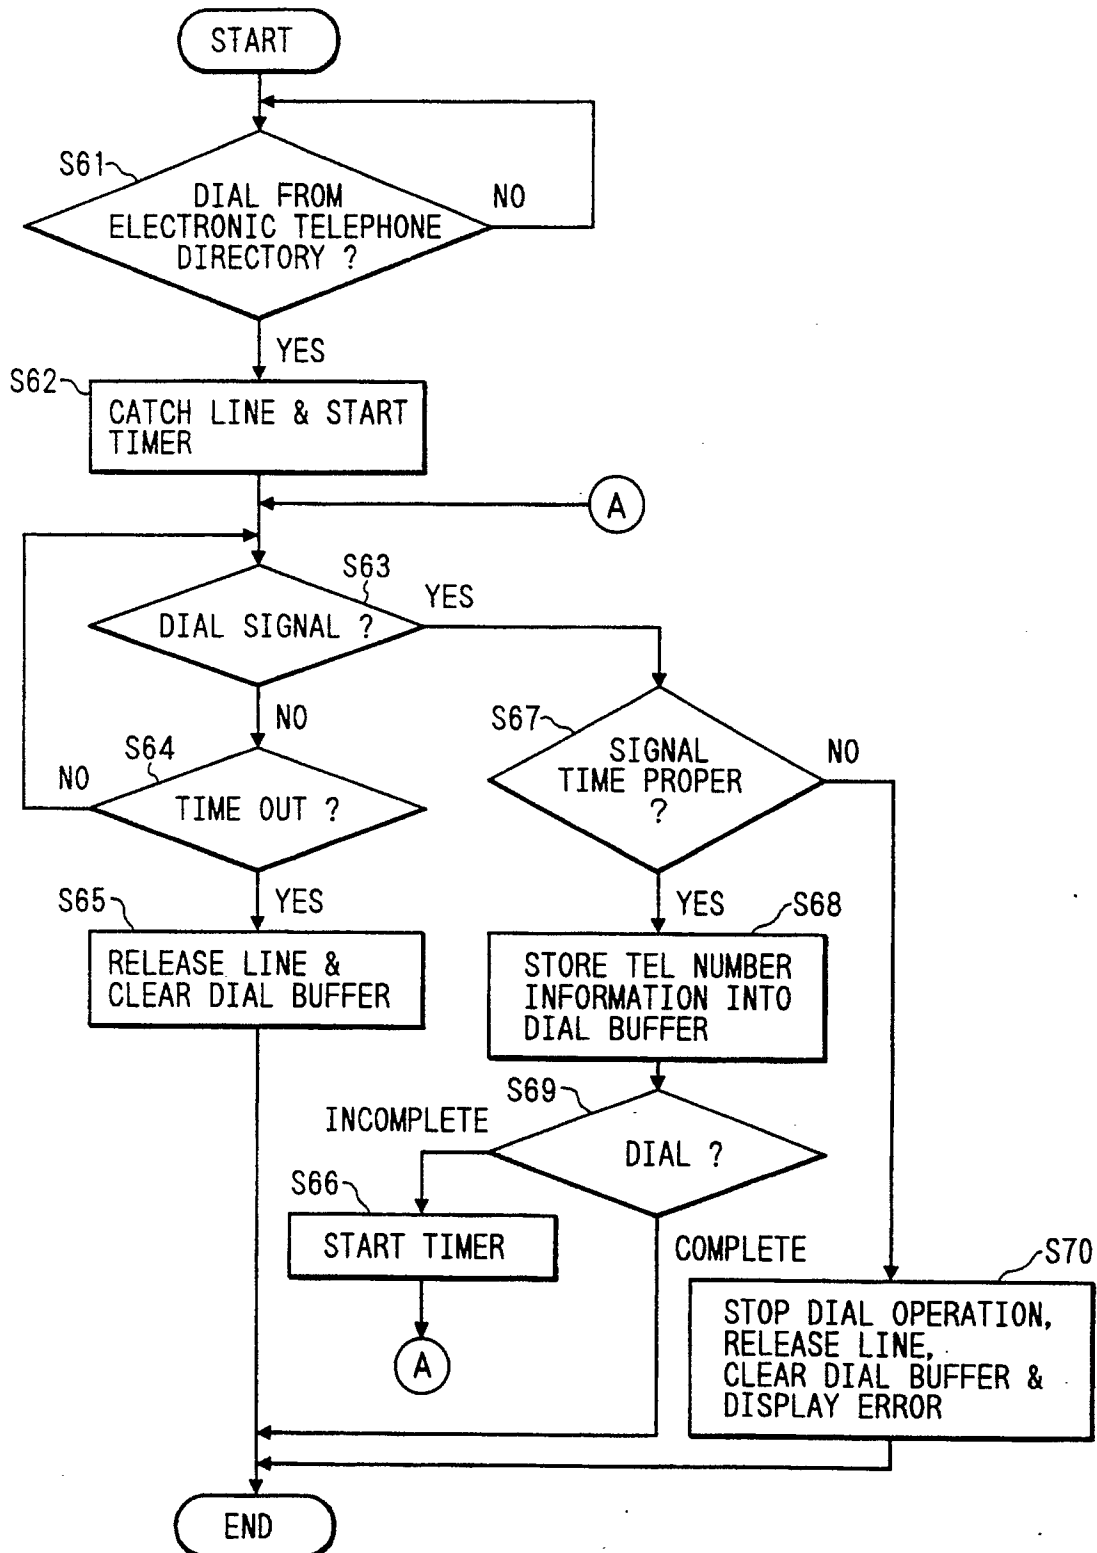 START
S61
DIAL FROM
ELECTRONIC TELEPHONE
DIRECTORY ?
NO
YES
S62
CATCH LINE & START
TIMER
A
S63
DIAL SIGNAL ?
YES
NO
S64
TIME OUT ?
NO
YES
S65
RELEASE LINE &
CLEAR DIAL BUFFER
S67
SIGNAL
TIME PROPER
?
NO
YES
S68
STORE TEL NUMBER
INFORMATION INTO
DIAL BUFFER
S69
DIAL ?
INCOMPLETE
S66
START TIMER
A
COMPLETE
S70
STOP DIAL OPERATION,
RELEASE LINE,
CLEAR DIAL BUFFER &
DISPLAY ERROR
END